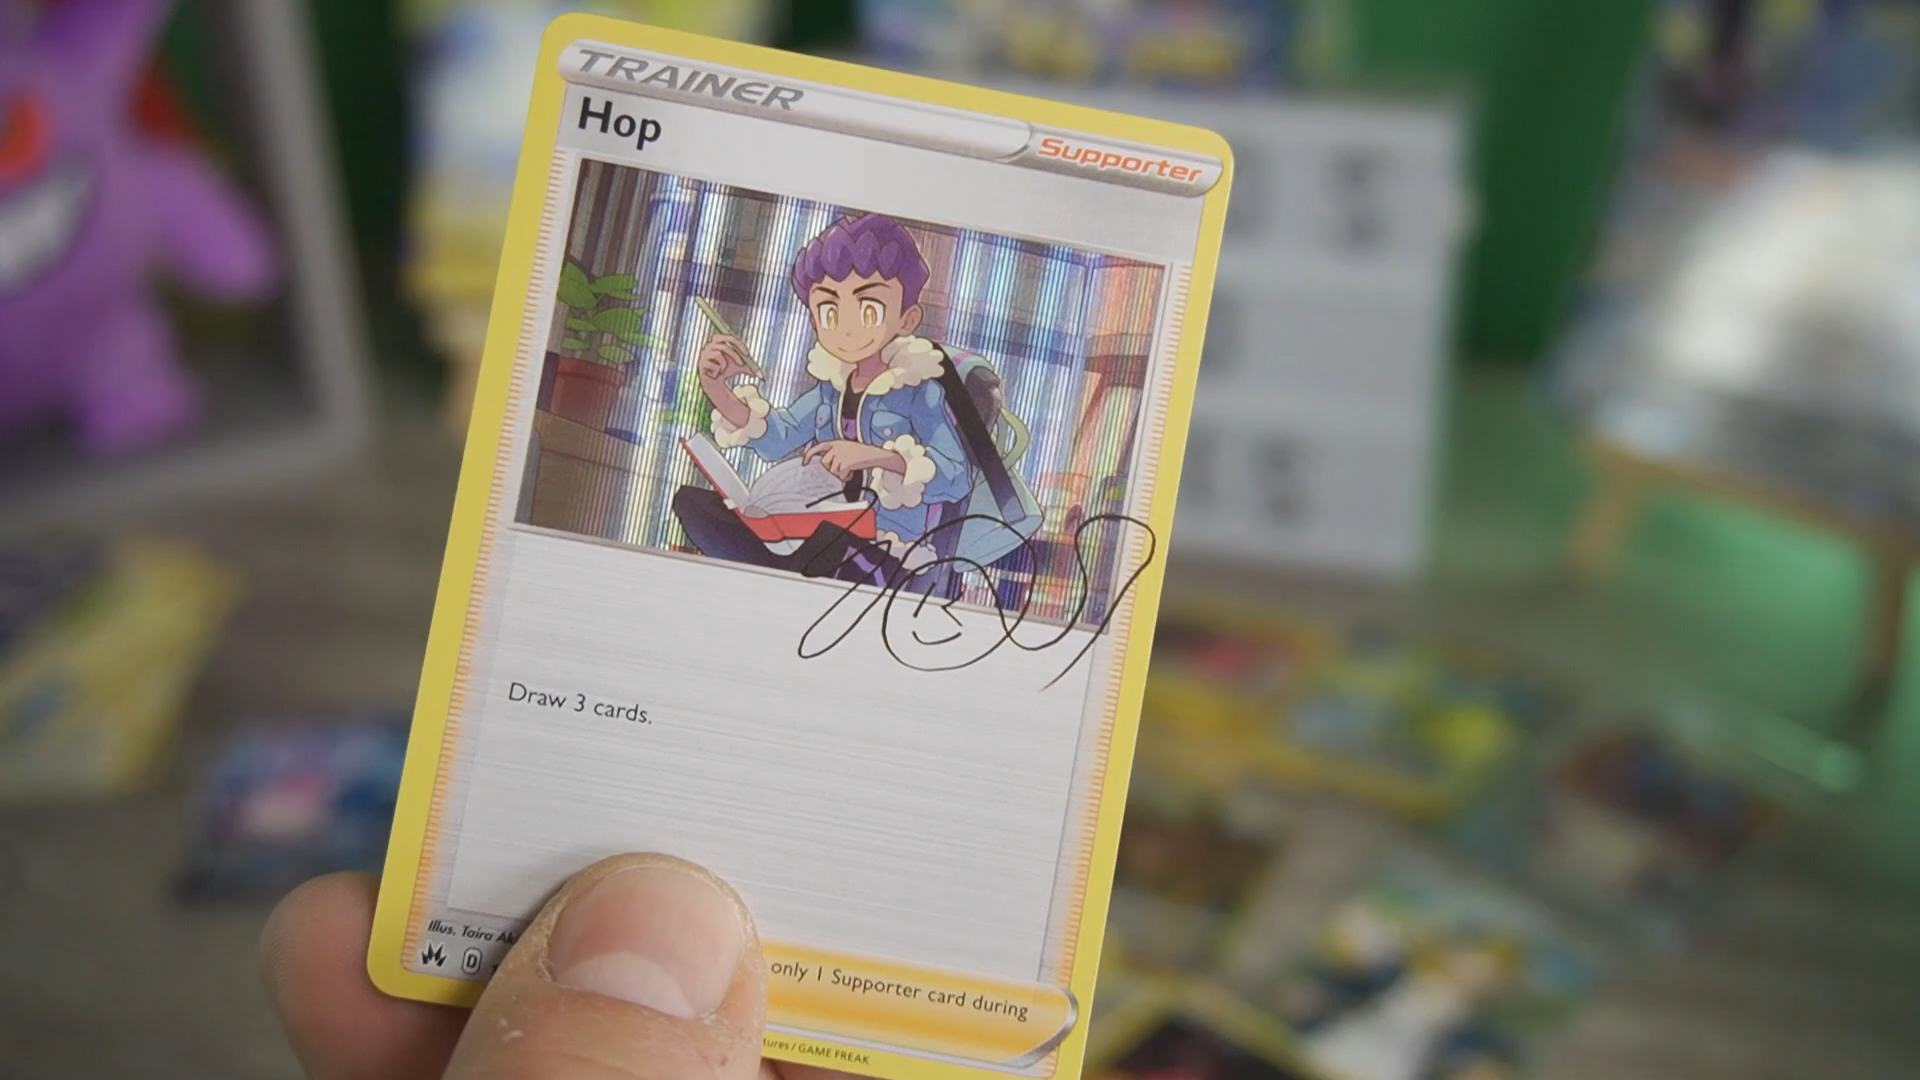 TRAINER
Hop
Supporter
Draw 3 cards.
Illus. Taira
D
only 1 Supporter card during
/ GAME FREAK